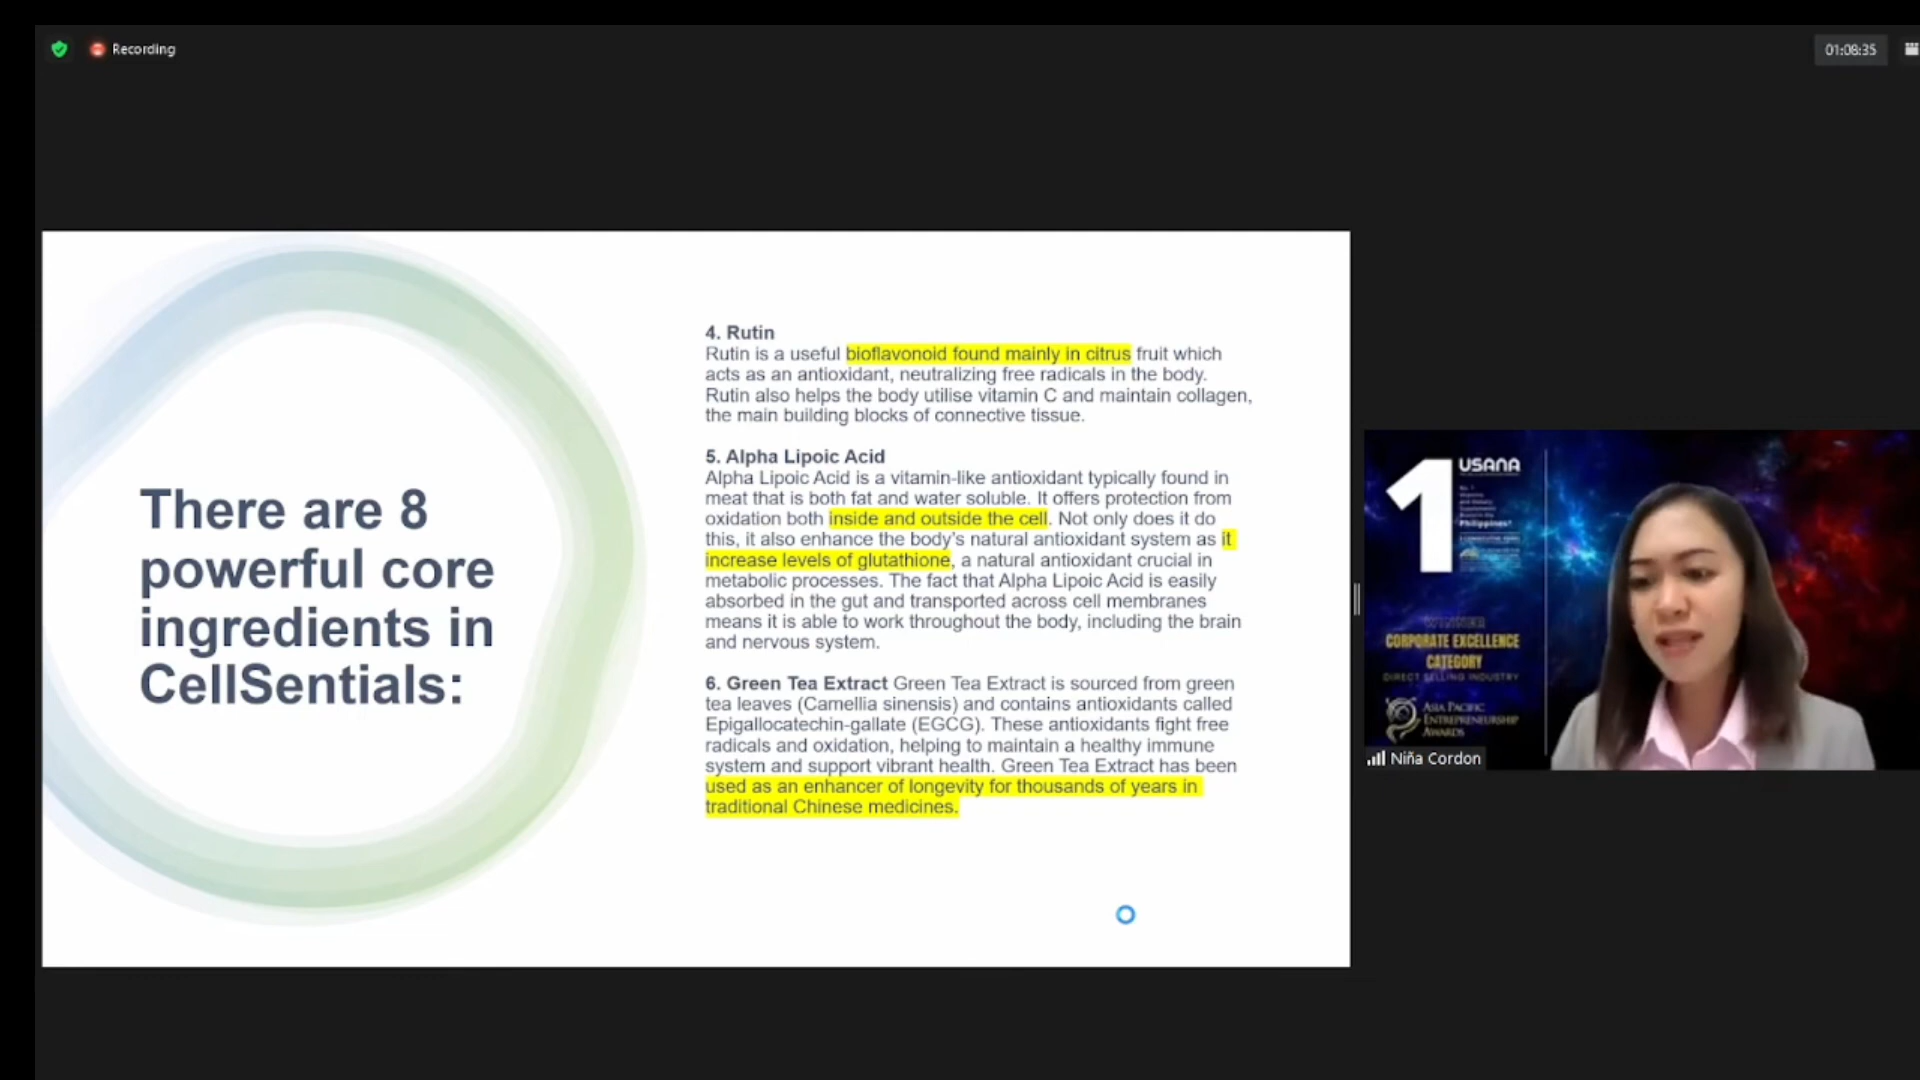 Recording
01:08:35
There are 8
powerful core
ingredients in
CellSentials:
4. Rutin
Rutin is a useful bioflavonoid found mainly in citrus fruit which
acts as an antioxidant, neutralizing free radicals in the body.
Rutin also helps the body utilise vitamin C and maintain collagen,
the main building blocks of connective tissue.
5. Alpha Lipoic Acid
Alpha Lipoic Acid is a vitamin-like antioxidant typically found in
meat that is both fat and water soluble. It offers protection from
oxidation both inside and outside the cell. Not only does it do
this, it also enhance the body's natural antioxidant system as it
increase levels of glutathione, a natural antioxidant crucial in
metabolic processes. The fact that Alpha Lipoic Acid is easily
absorbed in the gut and transported across cell membranes
means it is able to work throughout the body, including the brain
and nervous system.
6. Green Tea Extract Green Tea Extract is sourced from green
tea leaves (Camellia sinensis) and contains antioxidants called
Epigallocatechin-gallate (EGCG). These antioxidants fight free
radicals and oxidation, helping to maintain a healthy immune
system and support vibrant health. Green Tea Extract has been
used as an enhancer of longevity for thousands of years in
traditional Chinese medicines.
1
USANA
Philippines*
WINNER
CORPORATE EXCELLENCE
CATEGORY
DIRECT SELLING INDUSTRY
ASIA PACIFIC
ENTREPRENEURSHIP
AWARDS
Niña Cordon